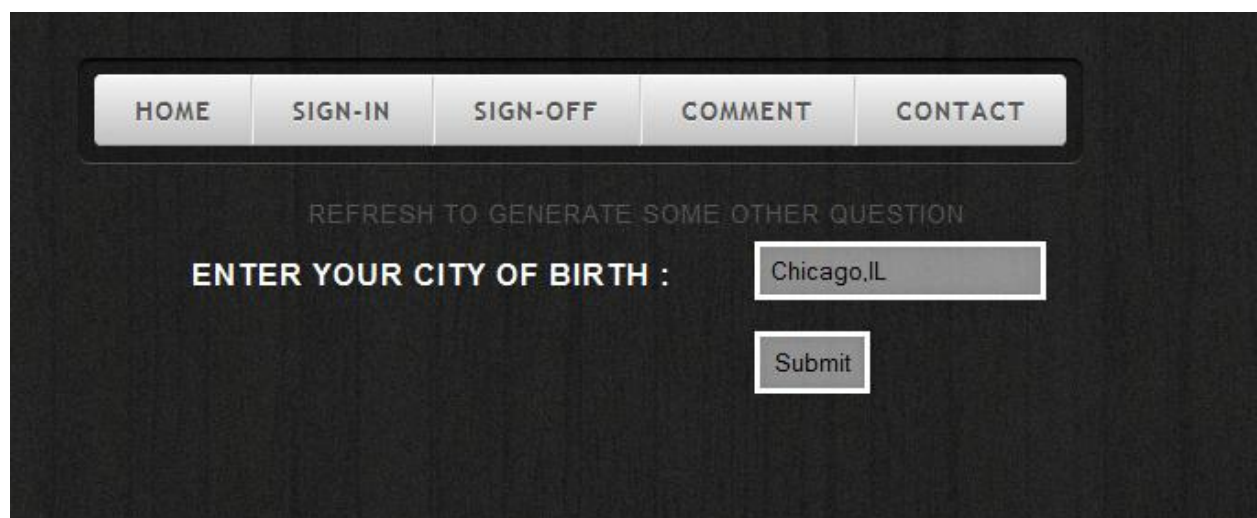 HOME SIGN-IN SIGN-OFF COMMENT CONTACT
REFRESH TO GENERATE SOME OTHER QUESTION
ENTER YOUR CITY OF BIRTH : Chicago,IL
Submit